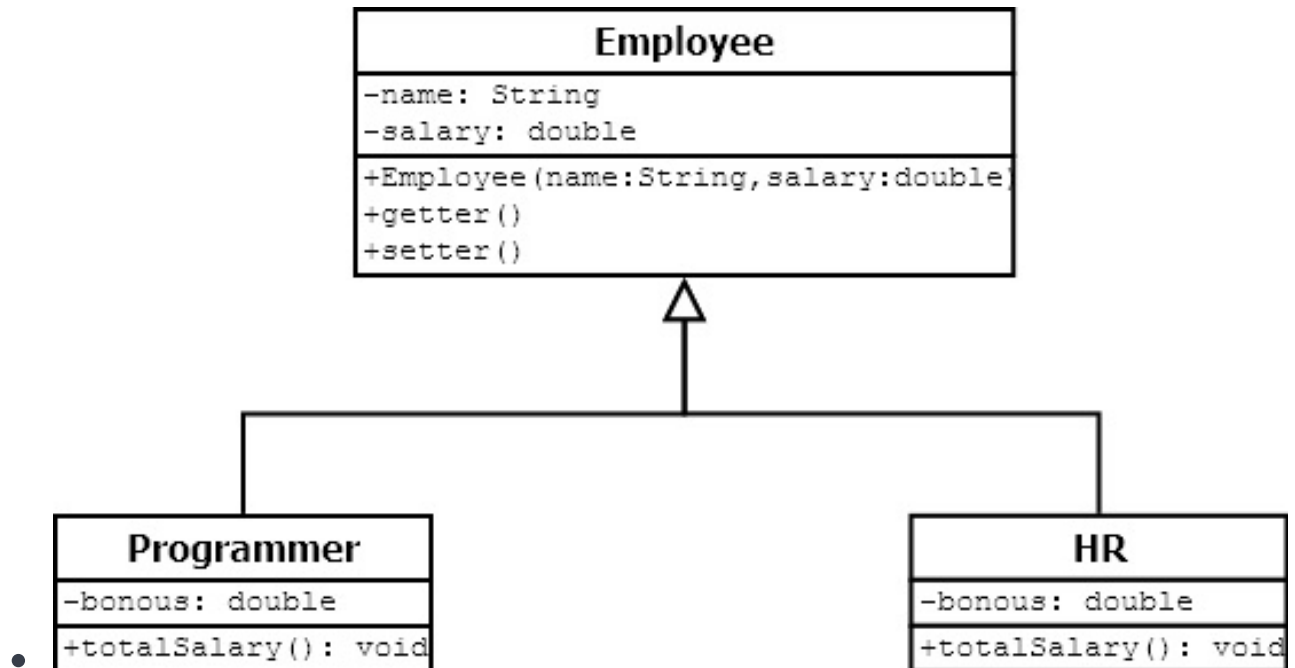 Employee
-name: String
-salary: double
+Employee(name:String,salary:double)
+getter()
+setter()
Programmer
-bonous: double
+totalSalary(): void
HR
-bonous: double
+totalSalary(): void